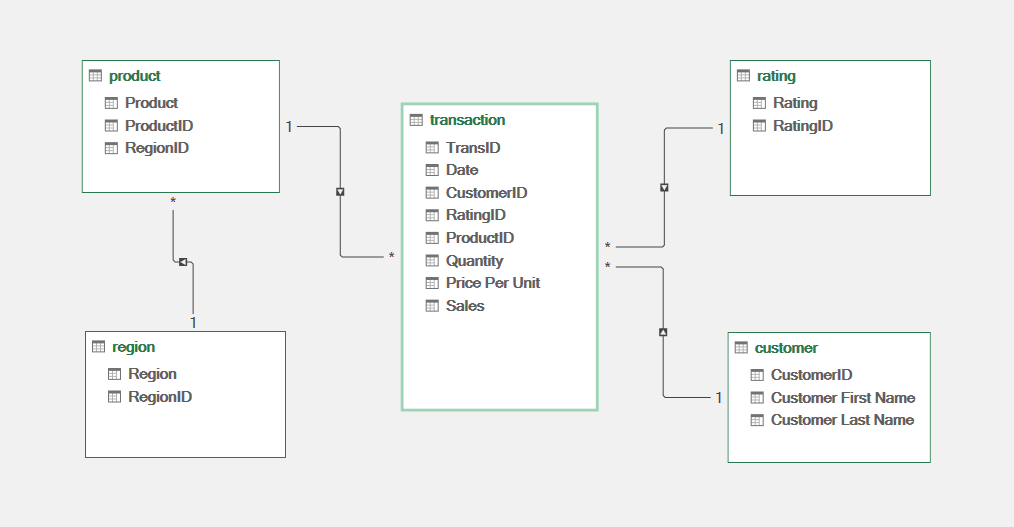 product
Product
ProductID
RegionID
*
1
region
Region
RegionID
1
*
transaction
TransID
Date
CustomerID
RatingID
ProductID
Quantity
Price Per Unit
Sales
*
*
1
1
rating
Rating
RatingID
customer
CustomerID
Customer First Name
Customer Last Name